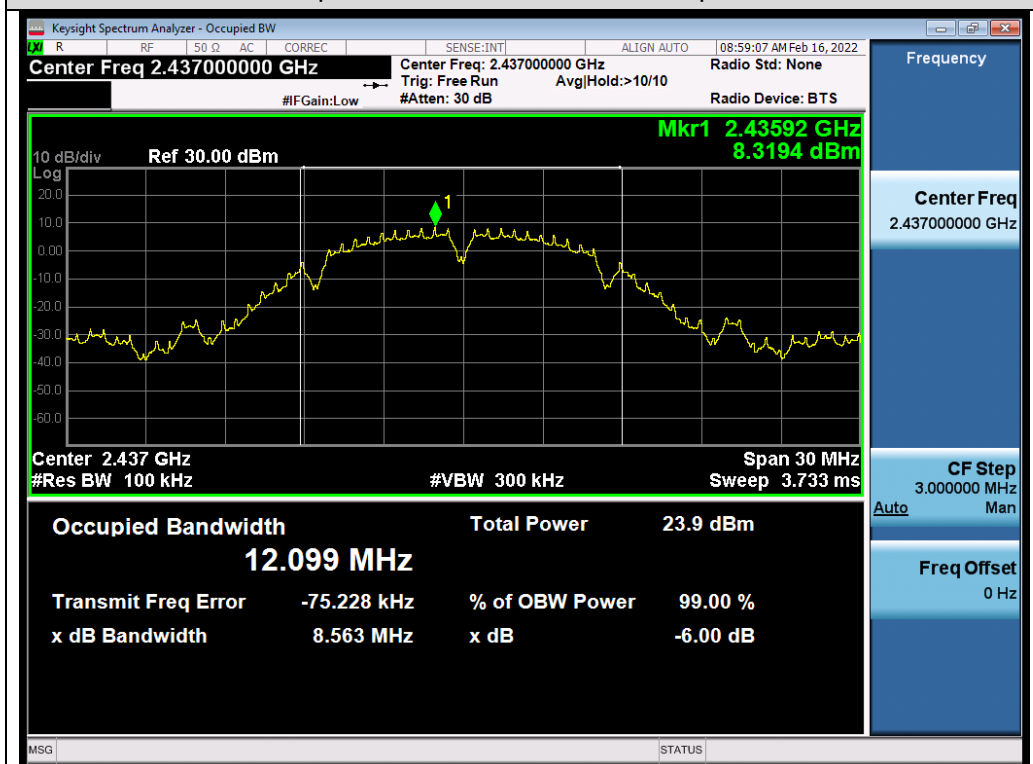 Keysight Spectrum Analyzer - Occupied BW
LXI R RF 50 Ω AC CORREC SENSE:INT ALIGN AUTO 08:59:07 AM Feb 16, 2022
Center Freq 2.437000000 GHz
Center Freq: 2.437000000 GHz
Radio Std: None
Trig: Free Run Avg|Hold:>10/10
#IFGain:Low #Atten: 30 dB
Radio Device: BTS
Mkr1 2.43592 GHz
8.3194 dBm
10 dB/div Ref 30.00 dBm
Log
20.0
1
10.0
0.00
-10.0
-20.0
-30.0
-40.0
-50.0
-60.0
Center 2.437 GHz Span 30 MHz
#Res BW 100 kHz #VBW 300 kHz Sweep 3.733 ms
Occupied Bandwidth Total Power 23.9 dBm
12.099 MHz
Transmit Freq Error -75.228 kHz % of OBW Power 99.00 %
x dB Bandwidth 8.563 MHz x dB -6.00 dB
Frequency
Center Freq
2.437000000 GHz
CF Step
3.000000 MHz
Auto Man
Freq Offset
0 Hz
MSG STATUS